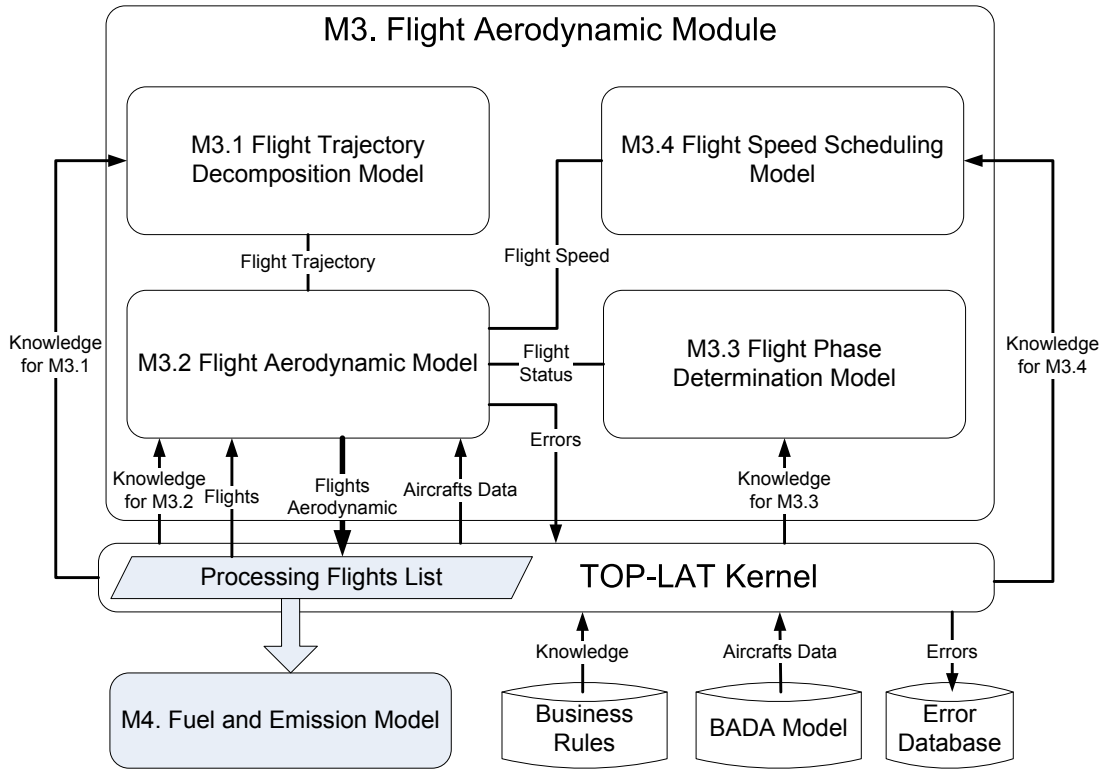 M3. Flight Aerodynamic Module
M3.1 Flight Trajectory
Decomposition Model
M3.4 Flight Speed Scheduling
Model
Flight Trajectory
Flight Speed
Knowledge
for M3.1
M3.2 Flight Aerodynamic Model
Flight
Status
M3.3 Flight Phase
Determination Model
Knowledge
for M3.4
Errors
Knowledge
for M3.2
Flights
Flights
Aerodynamic
Aircrafts Data
Knowledge
for M3.3
Processing Flights List
TOP-LAT Kernel
Knowledge
Aircrafts Data
Errors
M4. Fuel and Emission Model
Business
Rules
BADA Model
Error
Database